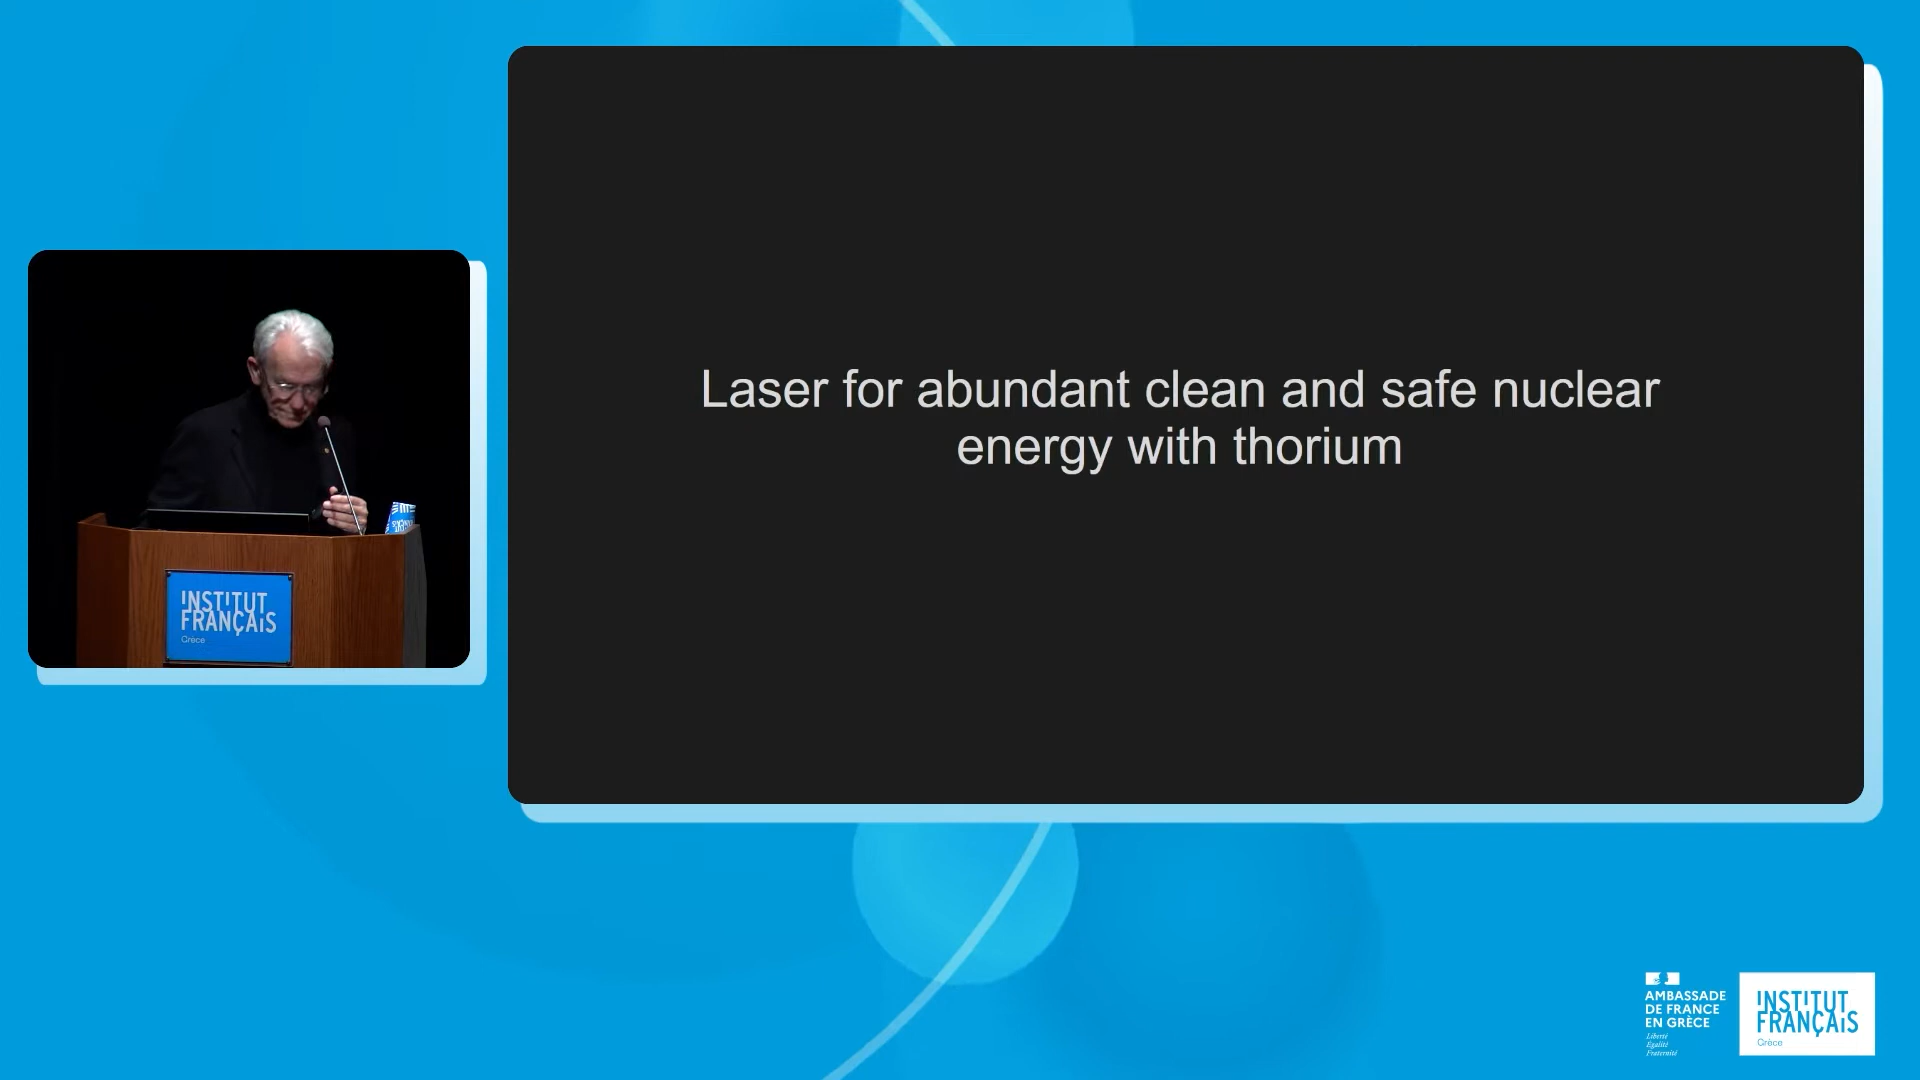 Laser for abundant clean and safe nuclear
energy with thorium
INSTITUT
FRANÇAIS
Grèce
AMBASSADE
DE FRANCE
EN GRÈCE
Liberté
Égalité
Fraternité
INSTITUT
FRANÇAIS
Grèce